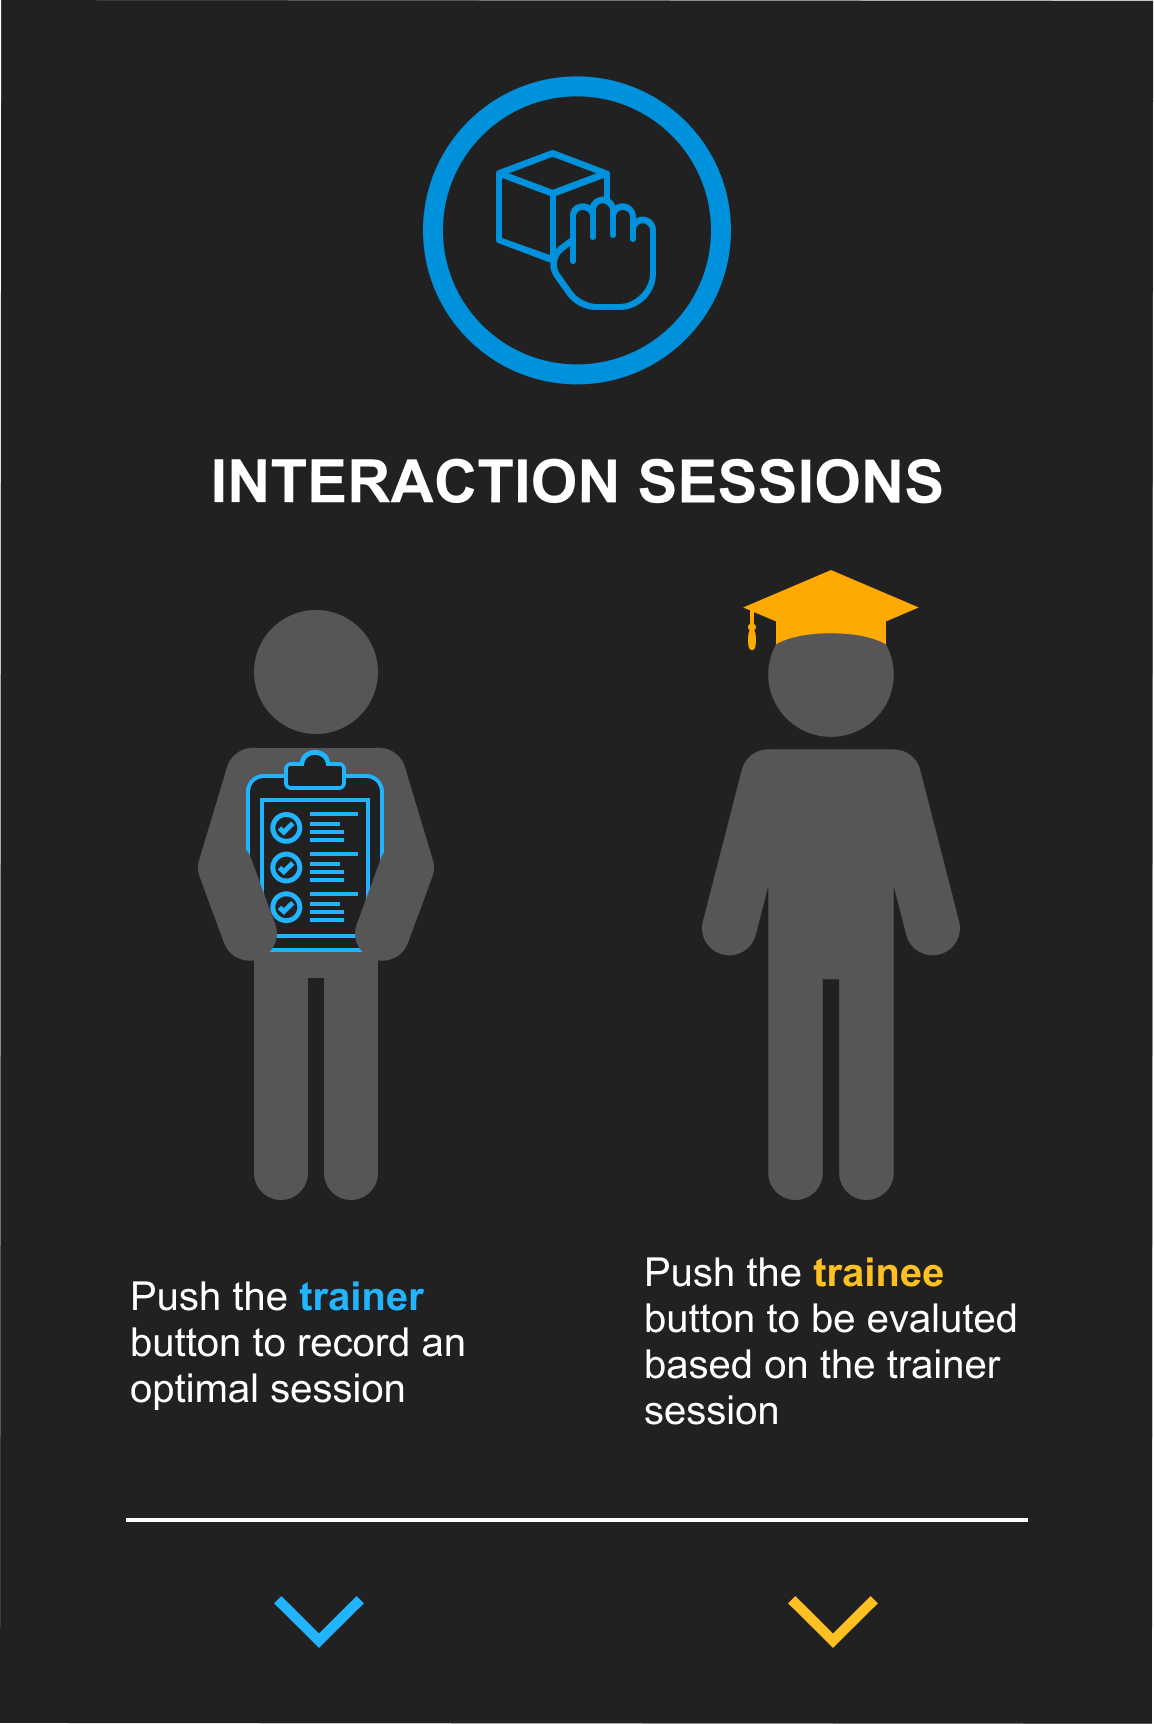 INTERACTION SESSIONS
Push the trainer
button to record an
optimal session
Push the trainee
button to be evaluted
based on the trainer
session